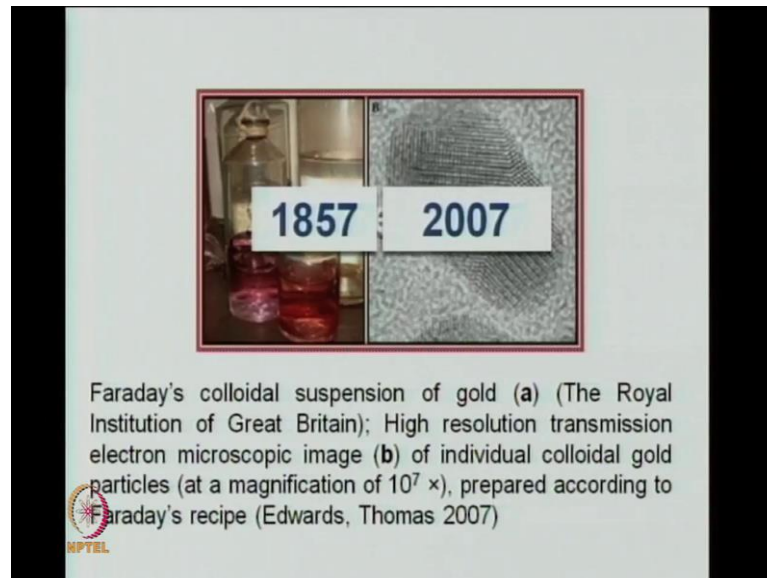 B
1857 2007
Faraday's colloidal suspension of gold (a) (The Royal
Institution of Great Britain); High resolution transmission
electron microscopic image (b) of individual colloidal gold
particles (at a magnification of 10⁷ ×), prepared according to
Faraday's recipe (Edwards, Thomas 2007)
NPTEL